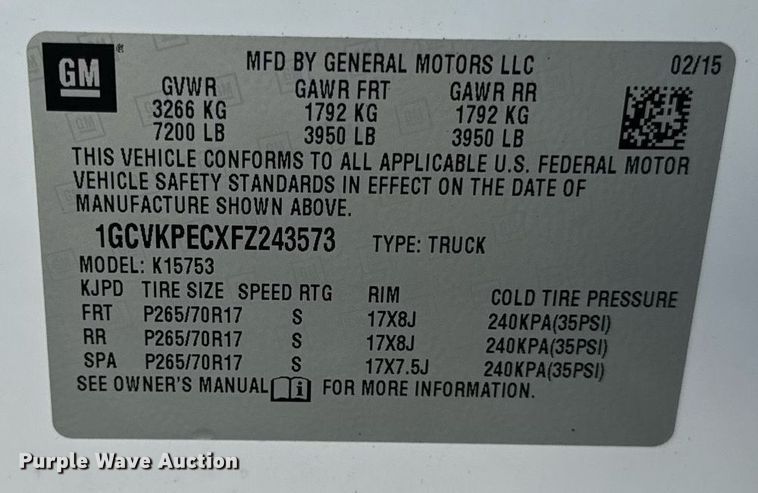 GM ®
MFD BY GENERAL MOTORS LLC 02/15
GVWR GAWR FRT GAWR RR
3266 KG 1792 KG 1792 KG
7200 LB 3950 LB 3950 LB
THIS VEHICLE CONFORMS TO ALL APPLICABLE U.S. FEDERAL MOTOR
VEHICLE SAFETY STANDARDS IN EFFECT ON THE DATE OF
MANUFACTURE SHOWN ABOVE.
1GCVKPECXFZ243573 TYPE: TRUCK
MODEL: K15753
KJPD TIRE SIZE SPEED RTG RIM COLD TIRE PRESSURE
FRT P265/70R17 S 17X8J 240KPA(35PSI)
RR P265/70R17 S 17X8J 240KPA(35PSI)
SPA P265/70R17 S 17X7.5J 240KPA(35PSI)
SEE OWNER'S MANUAL i FOR MORE INFORMATION.
Purple Wave Auction